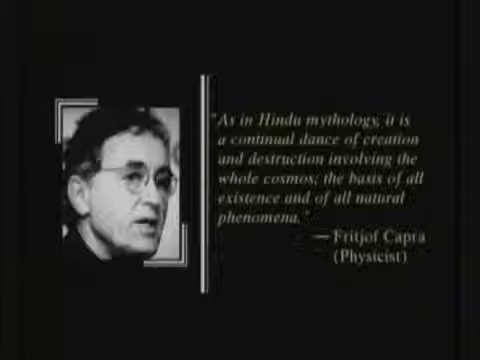 "As in Hindu mythology, it is
a continual dance of creation
and destruction involving the
whole cosmos; the basis of all
existence and of all natural
phenomena."
— Fritjof Capra
(Physicist)